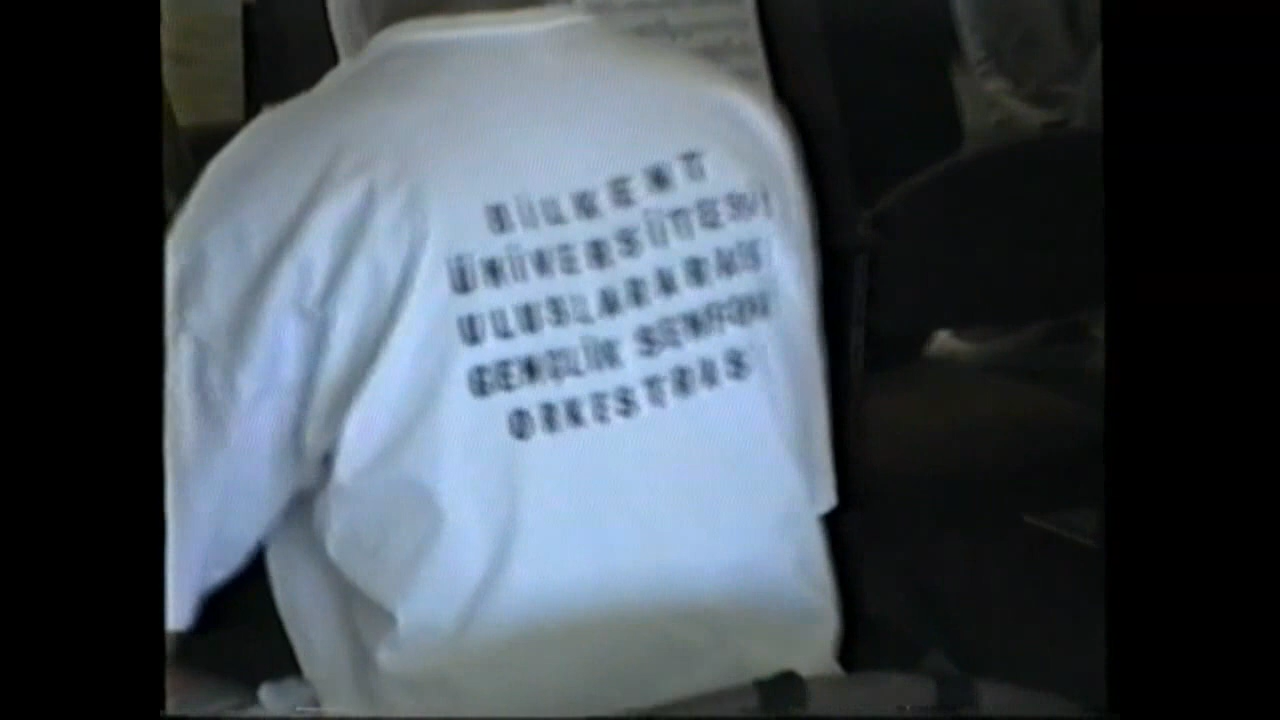 BİLKENT
ÜNİVERSİTESİ
ULUSLARARASI
GENÇLİK SENFONİ
ORKESTRASI